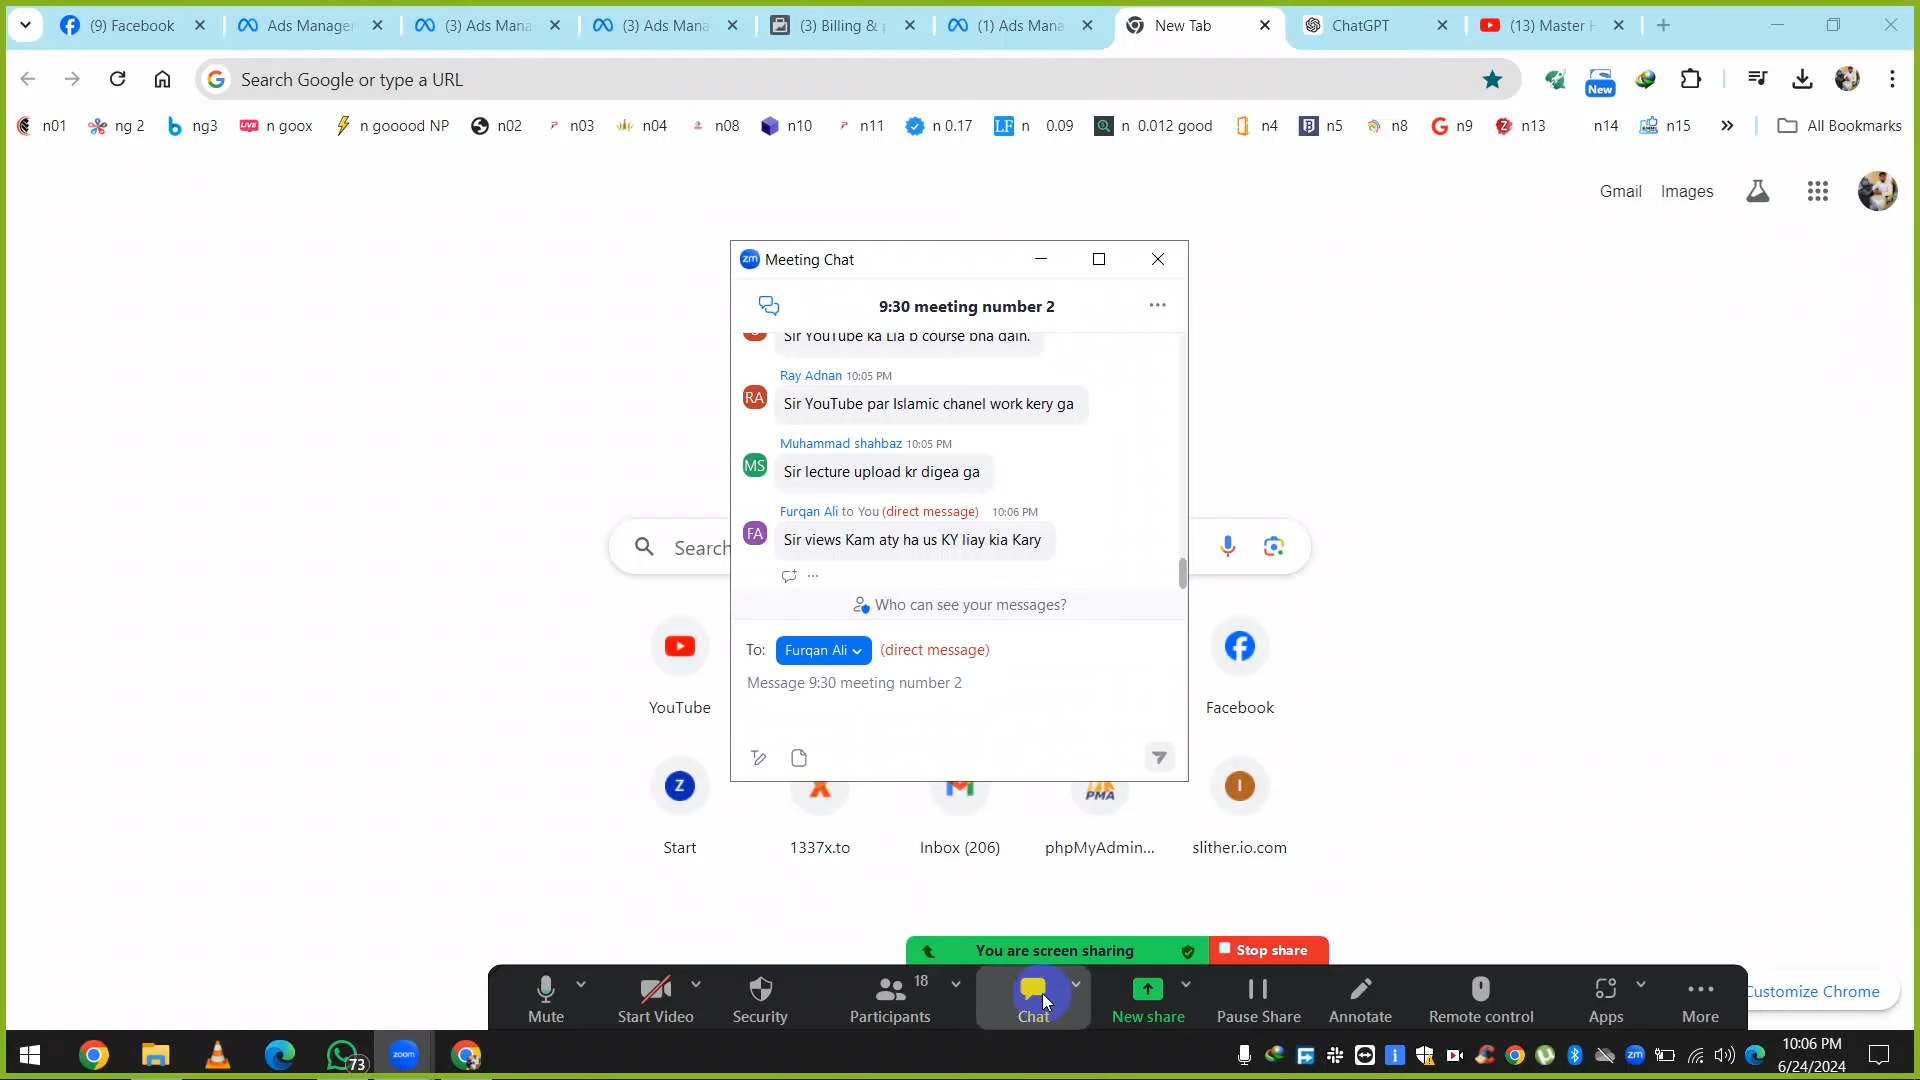 (9) Facebook
Ads Manager
(3) Ads Mana
(3) Ads Mana
(3) Billing &
(1) Ads Mana
New Tab
ChatGPT
(13) Master H
Search Google or type a URL
New
n01
ng 2
ng3
n goox
n gooood NP
n02
n03
n04
n08
n10
n11
n 0.17
n 0.09
n 0.012 good
n4
n5
n8
n9
n13
n14
n15
All Bookmarks
Gmail
Images
zm Meeting Chat
9:30 meeting number 2
Sir YouTube ka Lia b course bna dain.
Ray Adnan 10:05 PM
RA
Sir YouTube par Islamic chanel work kery ga
Muhammad shahbaz 10:05 PM
MS
Sir lecture upload kr digea ga
Furqan Ali to You (direct message) 10:06 PM
FA
Sir views Kam aty ha us KY liay kia Kary
Who can see your messages?
To: Furqan Ali (direct message)
Message 9:30 meeting number 2
Search
YouTube
Facebook
Z
PMA
I
Start
1337x.to
Inbox (206)
phpMyAdmin...
slither.io.com
You are screen sharing
Stop share
Mute
Start Video
Security
18
Participants
Chat
New share
Pause Share
Annotate
Remote control
Apps
More
Customize Chrome
73
zoom
zm
10:06 PM
6/24/2024